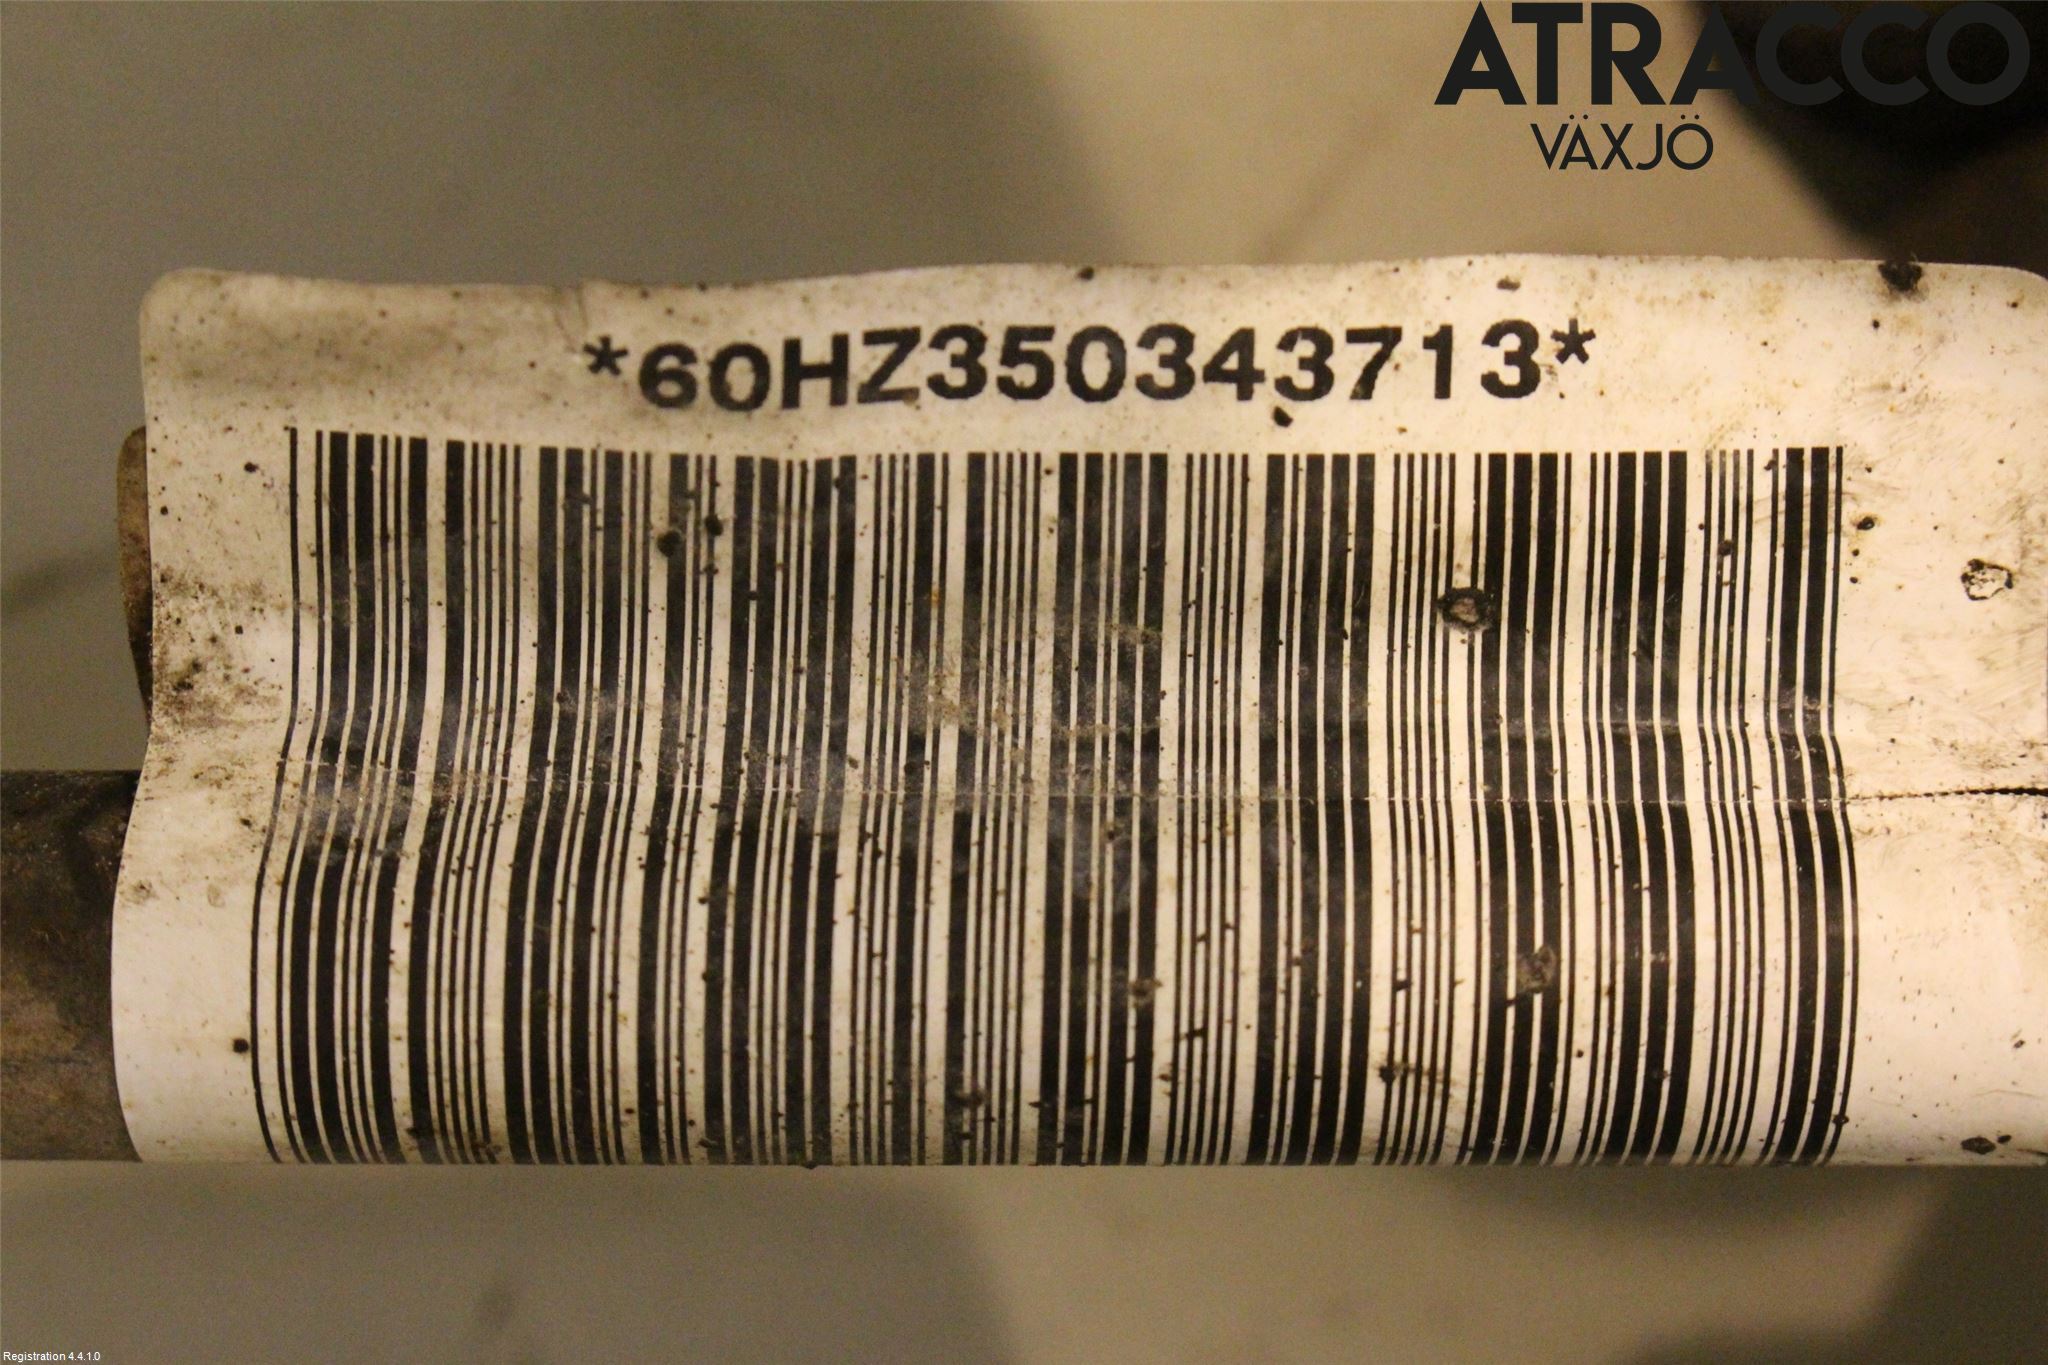 ATRACCO
VÄXJÖ
*60HZ350343713*
Registration 4.4.1.0